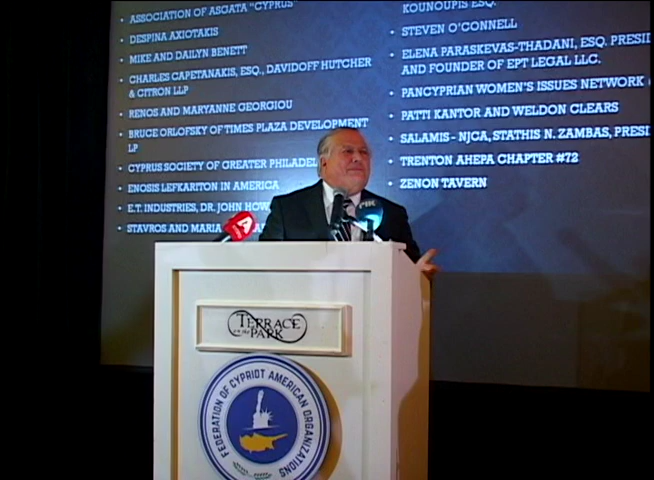 ASSOCIATION OF ASGATA "CYPRUS"
DESPINA AXIOTAKIS
MIKE AND DAILYN BENETT
CHARLES CAPETANAKIS, ESQ., DAVIDOFF HUTCHER
& CITRON LLP
RENOS AND MARYANNE GEORGIOU
BRUCE ORLOFSKY OF TIMES PLAZA DEVELOPMENT
LP
CYPRUS SOCIETY OF GREATER PHILADEL
ENOSIS LEFKARITON IN AMERICA
E.T. INDUSTRIES, DR. JOHN HOW
STAVROS AND MARIA
KOUNOUPIS ESQ.
STEVEN O'CONNELL
ELENA PARASKEVAS-THADANI, ESQ. PRESID
AND FOUNDER OF EPT LEGAL LLC.
PANCYPRIAN WOMEN'S ISSUES NETWORK
PATTI KANTOR AND WELDON CLEARS
SALAMIS - NJCA, STATHIS N. ZAMBAS, PRESI
TRENTON AHEPA CHAPTER #72
ZENON TAVERN
ΡΙΚ
TERRACE
on the
PARK
FEDERATION OF CYPRIOT AMERICAN ORGANIZATIONS